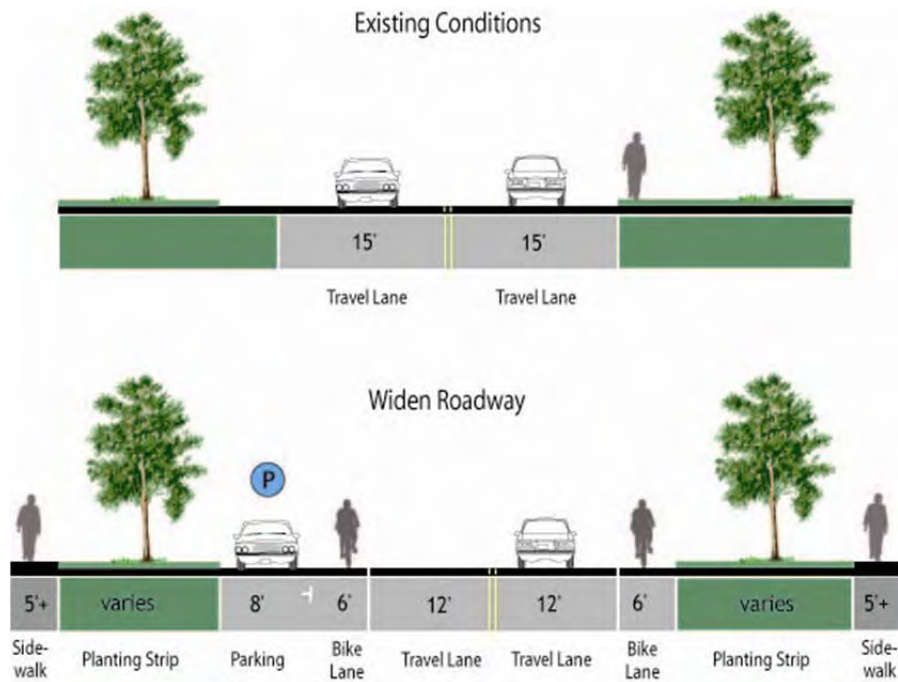 Existing Conditions
15' 15'
Travel Lane Travel Lane
Widen Roadway
P
5'+ varies 8' 6' 12' 12' 6' varies 5'+
Side-
walk Planting Strip Parking Bike
Lane Travel Lane Travel Lane Bike
Lane Planting Strip Side-
walk